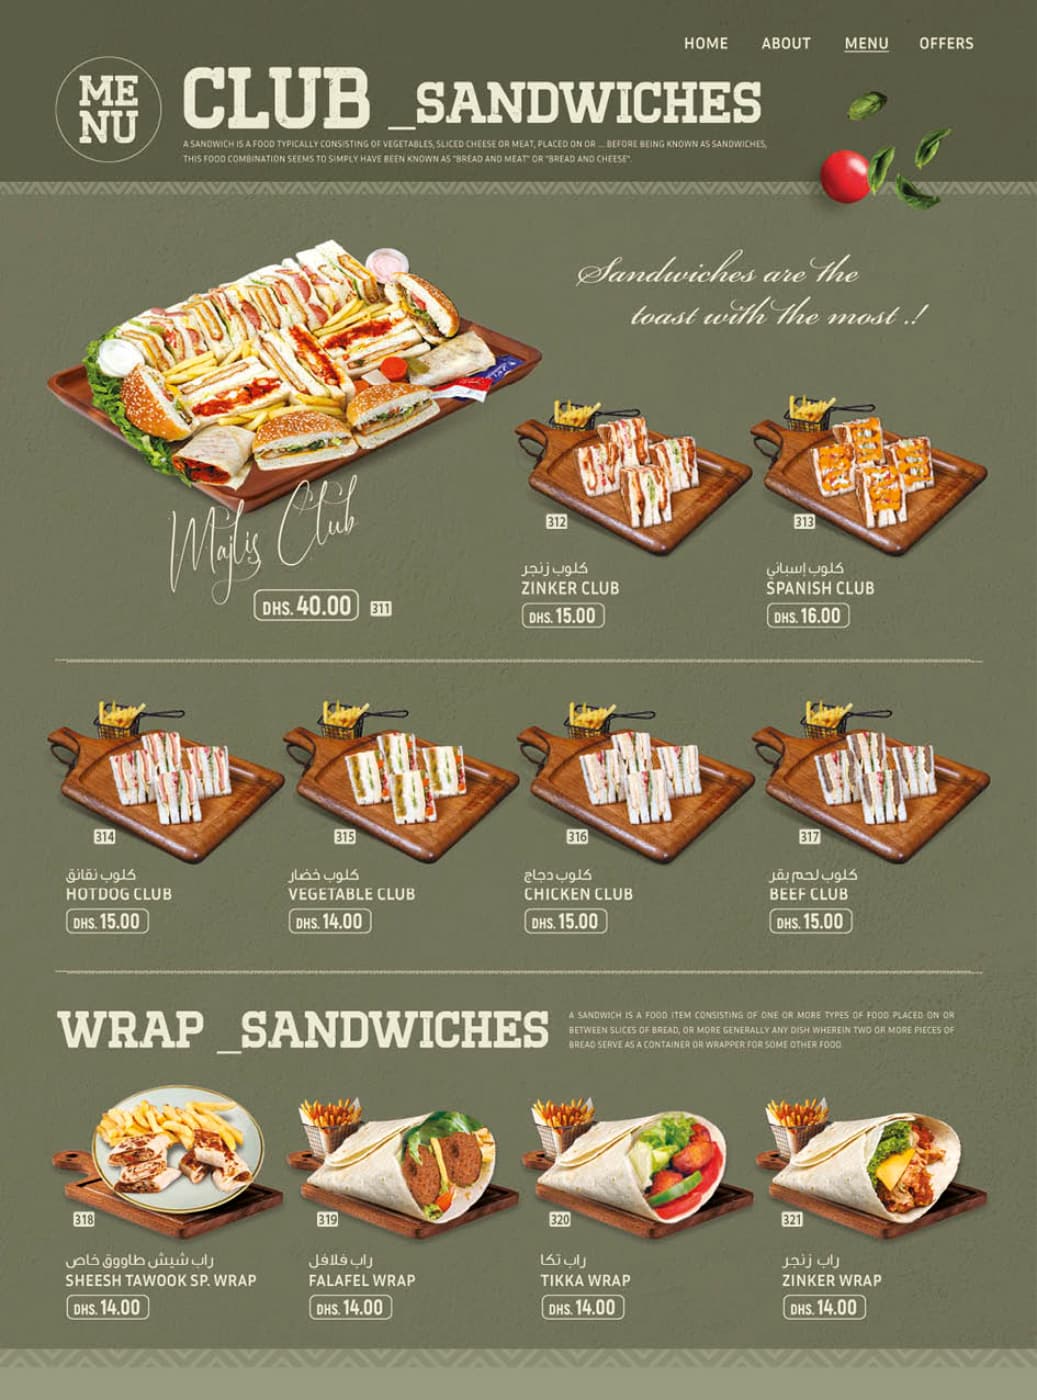 HOME ABOUT MENU OFFERS
ME
NU
CLUB _SANDWICHES
A SANDWICH IS A FOOD TYPICALLY CONSISTING OF VEGETABLES, SLICED CHEESE OR MEAT, PLACED ON OR ... BEFORE BEING KNOWN AS SANDWICHES,
THIS FOOD COMBINATION SEEMS TO SIMPLY HAVE BEEN KNOWN AS "BREAD AND MEAT" OR "BREAD AND CHEESE".
Sandwiches are the
toast with the most .!
Majlis Club
DHS. 40.00 311
312
كلوب زنجر
ZINKER CLUB
DHS. 15.00
313
كلوب إسباني
SPANISH CLUB
DHS. 16.00
314
كلوب نقانق
HOTDOG CLUB
DHS. 15.00
315
كلوب خضار
VEGETABLE CLUB
DHS. 14.00
316
كلوب دجاج
CHICKEN CLUB
DHS. 15.00
317
كلوب لحم بقر
BEEF CLUB
DHS. 15.00
WRAP _SANDWICHES
A SANDWICH IS A FOOD ITEM CONSISTING OF ONE OR MORE TYPES OF FOOD PLACED ON OR
BETWEEN SLICES OF BREAD, OR MORE GENERALLY ANY DISH WHEREIN TWO OR MORE PIECES OF
BREAD SERVE AS A CONTAINER OR WRAPPER FOR SOME OTHER FOOD.
318
راب شيش طاووق خاص
SHEESH TAWOOK SP. WRAP
DHS. 14.00
319
راب فلافل
FALAFEL WRAP
DHS. 14.00
320
راب تكا
TIKKA WRAP
DHS. 14.00
321
راب زنجر
ZINKER WRAP
DHS. 14.00